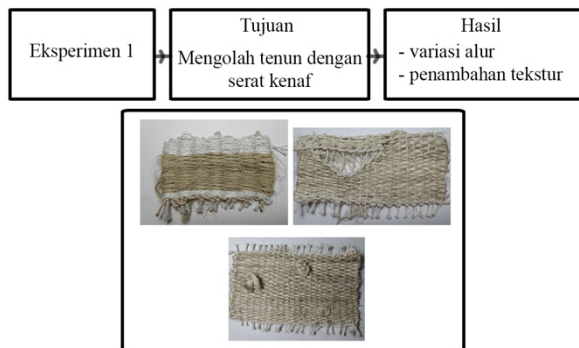 Eksperimen 1
Tujuan
Mengolah tenun dengan
serat kenaf
Hasil
- variasi alur
- penambahan tekstur